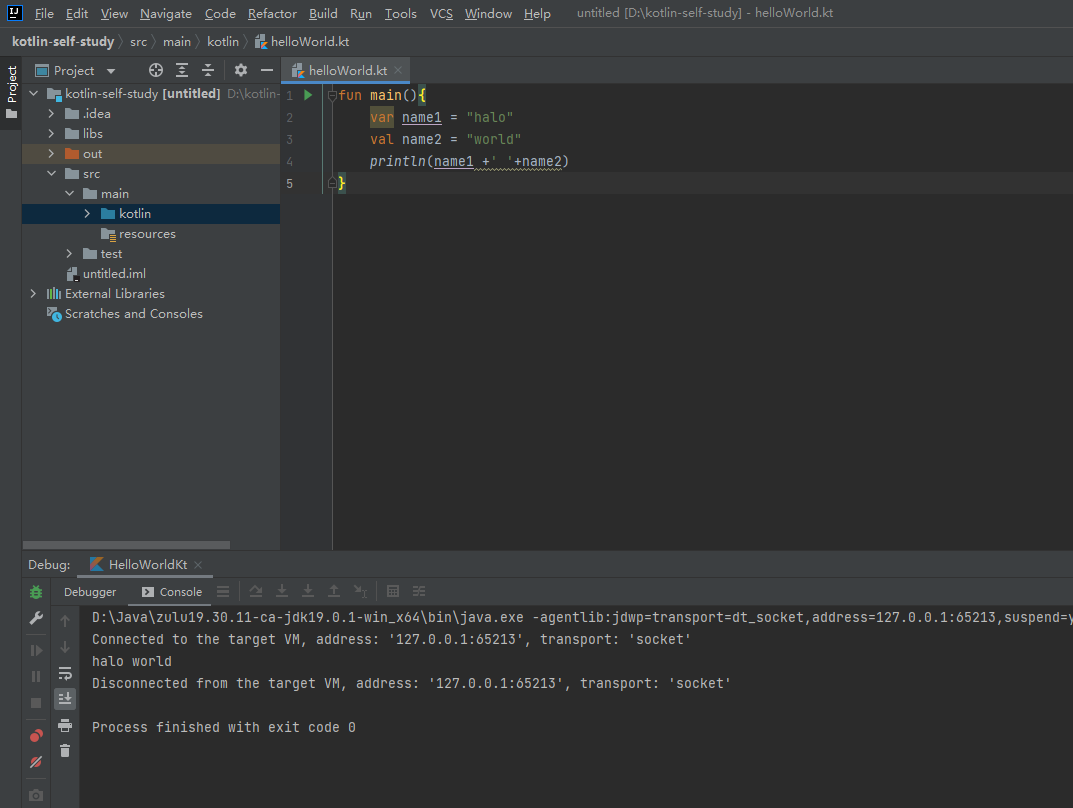 File Edit View Navigate Code Refactor Build Run Tools VCS Window Help untitled [D:\kotlin-self-study] - helloWorld.kt
kotlin-self-study src main kotlin helloWorld.kt
Project
Project
helloWorld.kt
kotlin-self-study [untitled] D:\kotlin-
.idea
libs
out
src
main
kotlin
resources
test
untitled.iml
External Libraries
Scratches and Consoles
1 fun main(){
2 var name1 = "halo"
3 val name2 = "world"
4 println(name1 +' '+name2)
5 }
Debug: HelloWorldKt
Debugger Console
D:\Java\zulu19.30.11-ca-jdk19.0.1-win_x64\bin\java.exe -agentlib:jdwp=transport=dt_socket,address=127.0.0.1:65213,suspend=y
Connected to the target VM, address: '127.0.0.1:65213', transport: 'socket'
halo world
Disconnected from the target VM, address: '127.0.0.1:65213', transport: 'socket'
Process finished with exit code 0